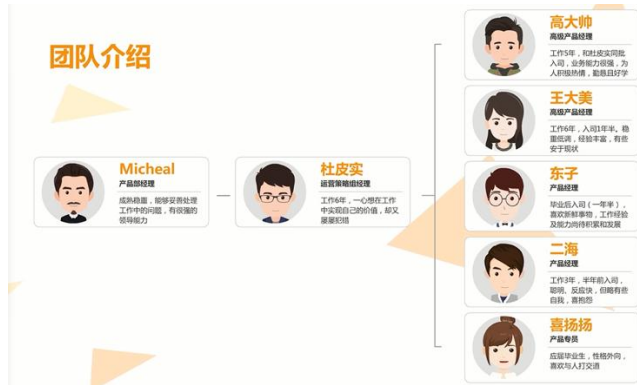 团队介绍
Micheal
产品部经理
成熟稳重，能够妥善处理
工作中的问题，有很强的
领导能力
杜皮实
运营策略组经理
工作6年，一心想在工作
中实现自己的价值，却又
屡屡犯错
高大帅
高级产品经理
工作5年，和杜皮实同批
入司，业务能力很强，为
人积极热情，勤恳且好学
王大美
高级产品经理
工作6年，入司1年半。稳
重低调，经验丰富，有些
安于现状
东子
产品经理
毕业后入司（一年半），
喜欢新鲜事物，工作经验
及能力尚待积累和发展
二海
产品经理
工作3年，半年前入司，
聪明、反应快，但略有些
自我，喜抱怨
喜扬扬
产品专员
应届毕业生，性格外向，
喜欢与人打交道